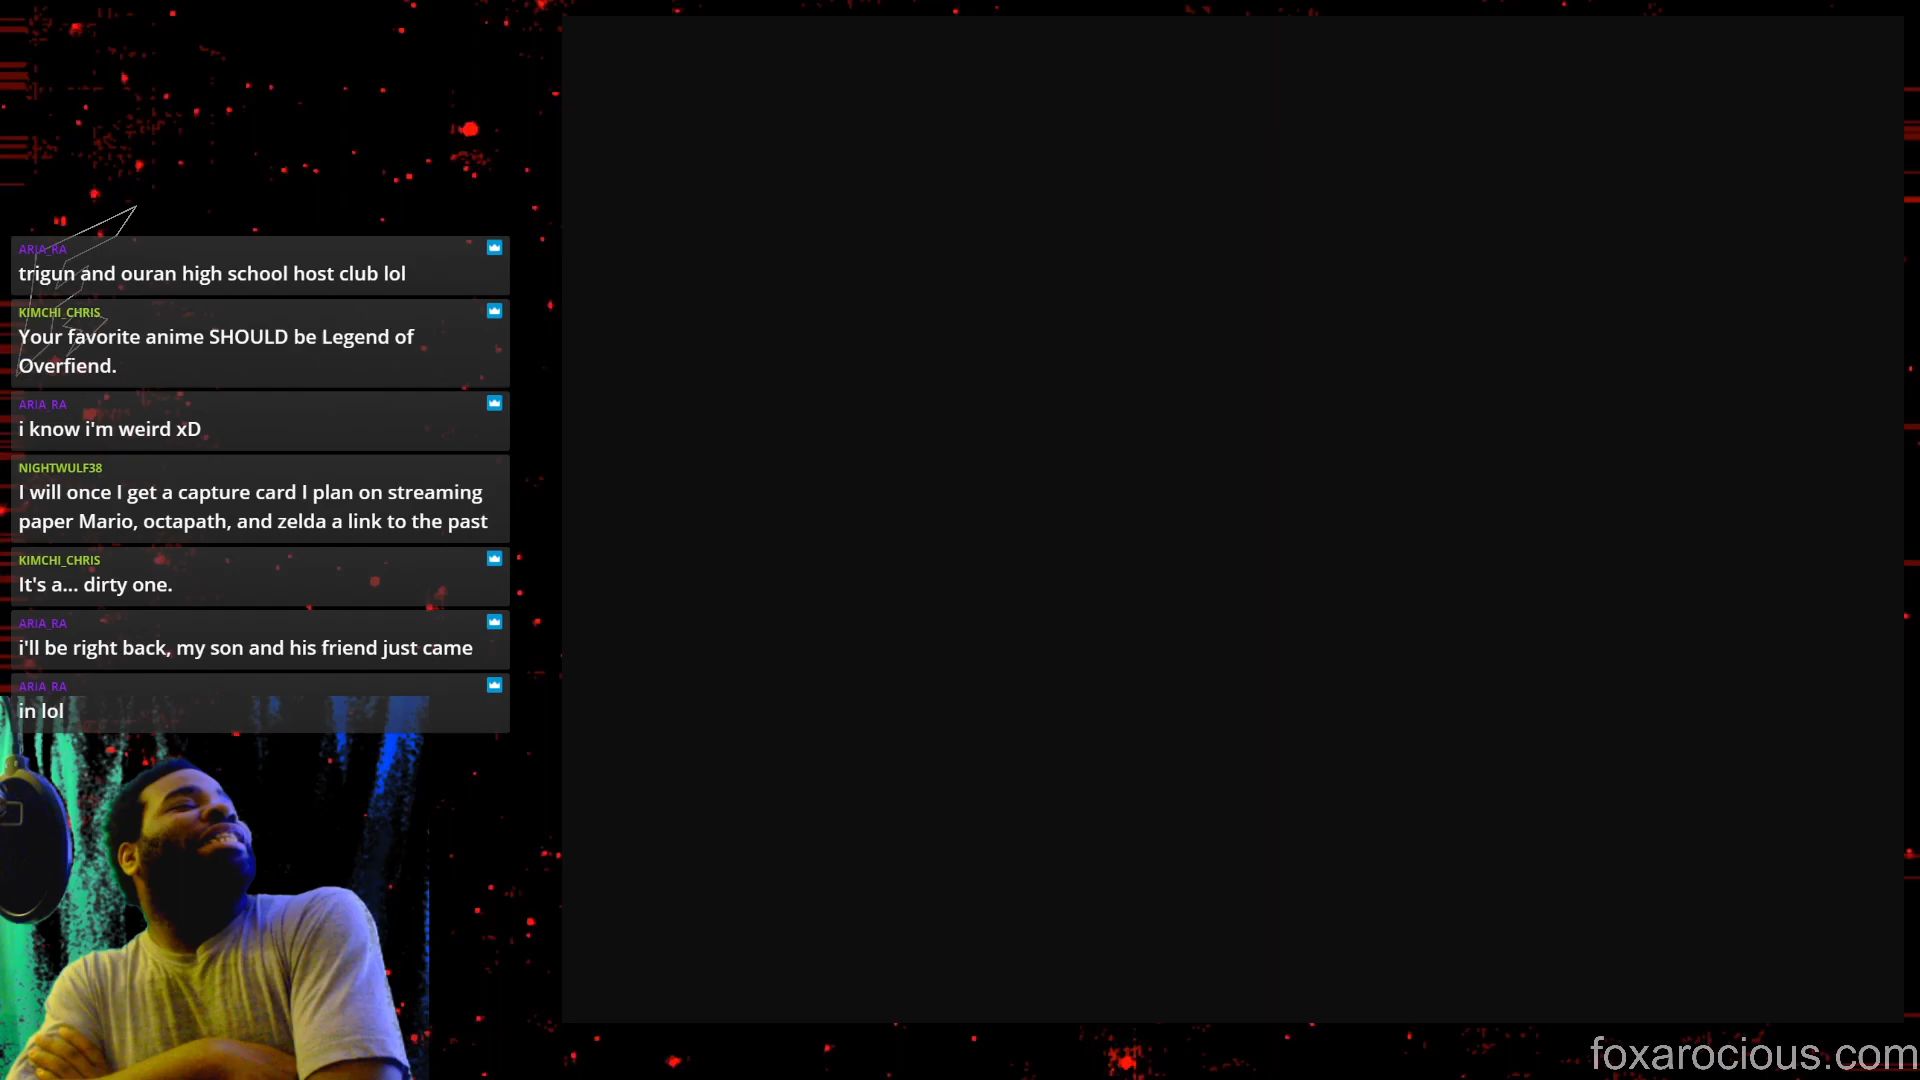 ARIA_RA
trigun and ouran high school host club lol
KIMCHI_CHRIS
Your favorite anime SHOULD be Legend of
Overfiend.
ARIA_RA
i know i'm weird xD
NIGHTWULF38
I will once I get a capture card I plan on streaming
paper Mario, octapath, and zelda a link to the past
KIMCHI_CHRIS
It's a... dirty one.
ARIA_RA
i'll be right back, my son and his friend just came
ARIA_RA
in lol
foxarocious.com